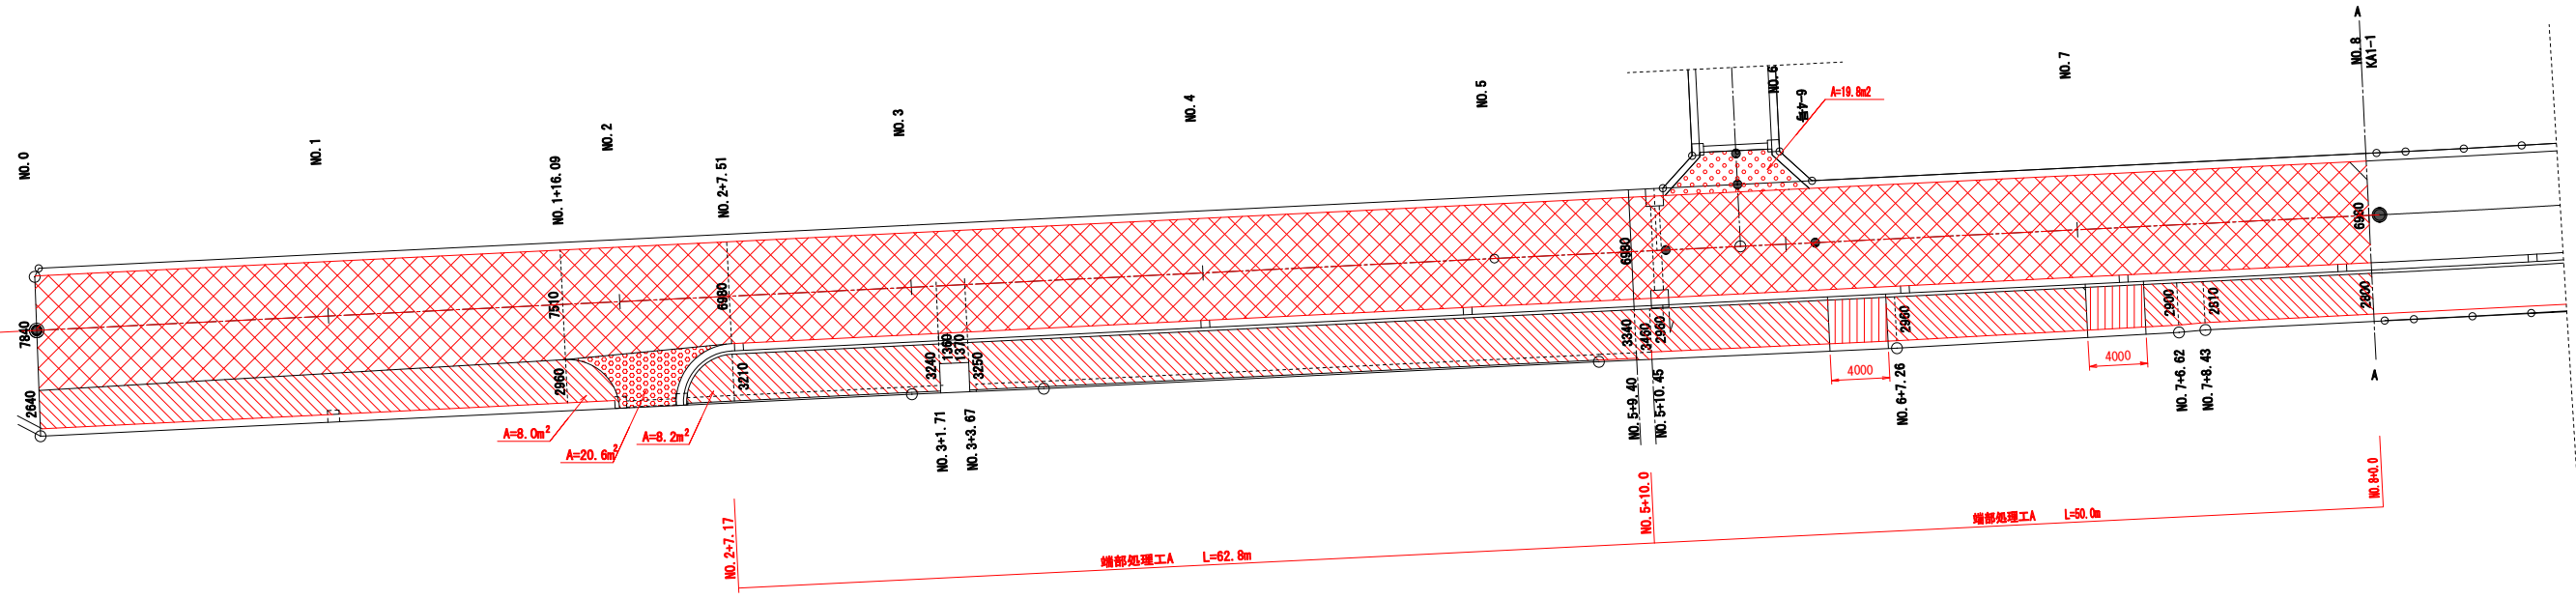 NO.0
NO.1
NO.1+16.09
NO.2
NO.2+7.51
NO.3
NO.4
NO.5
NO.6
6-4号
A=19.8m2
NO.7
A
NO.8
KA1-1
7840
2640
7510
2960
6980
3210
3240
1360
1370
3250
6980
3340
3460
2960
2960
2900
2810
6980
2800
A=8.0m²
A=20.6m²
A=8.2m²
NO.3+1.71
NO.3+3.67
NO.5+9.40
NO.5+10.45
4000
NO.6+7.26
4000
NO.7+6.62
NO.7+8.43
A
NO.2+7.17
端部処理工A L=62.8m
NO.5+10.0
端部処理工A L=50.0m
NO.8+0.0